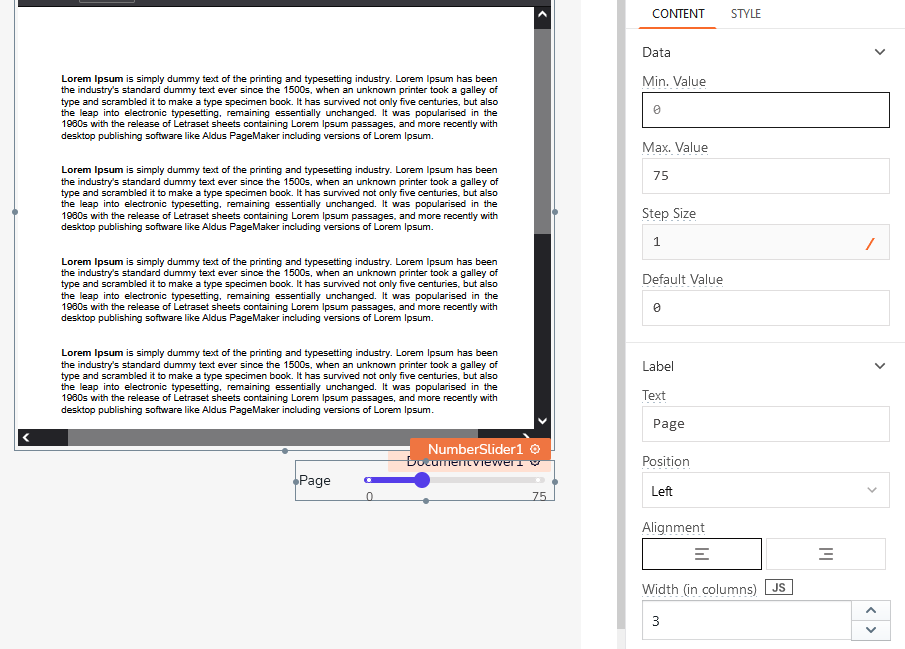 Lorem Ipsum is simply dummy text of the printing and typesetting industry. Lorem Ipsum has been
the industry's standard dummy text ever since the 1500s, when an unknown printer took a galley of
type and scrambled it to make a type specimen book. It has survived not only five centuries, but also
the leap into electronic typesetting, remaining essentially unchanged. It was popularised in the
1960s with the release of Letraset sheets containing Lorem Ipsum passages, and more recently with
desktop publishing software like Aldus PageMaker including versions of Lorem Ipsum.
Lorem Ipsum is simply dummy text of the printing and typesetting industry. Lorem Ipsum has been
the industry's standard dummy text ever since the 1500s, when an unknown printer took a galley of
type and scrambled it to make a type specimen book. It has survived not only five centuries, but also
the leap into electronic typesetting, remaining essentially unchanged. It was popularised in the
1960s with the release of Letraset sheets containing Lorem Ipsum passages, and more recently with
desktop publishing software like Aldus PageMaker including versions of Lorem Ipsum.
Lorem Ipsum is simply dummy text of the printing and typesetting industry. Lorem Ipsum has been
the industry's standard dummy text ever since the 1500s, when an unknown printer took a galley of
type and scrambled it to make a type specimen book. It has survived not only five centuries, but also
the leap into electronic typesetting, remaining essentially unchanged. It was popularised in the
1960s with the release of Letraset sheets containing Lorem Ipsum passages, and more recently with
desktop publishing software like Aldus PageMaker including versions of Lorem Ipsum.
Lorem Ipsum is simply dummy text of the printing and typesetting industry. Lorem Ipsum has been
the industry's standard dummy text ever since the 1500s, when an unknown printer took a galley of
type and scrambled it to make a type specimen book. It has survived not only five centuries, but also
the leap into electronic typesetting, remaining essentially unchanged. It was popularised in the
1960s with the release of Letraset sheets containing Lorem Ipsum passages, and more recently with
desktop publishing software like Aldus PageMaker including versions of Lorem Ipsum.
NumberSlider1
DocumentViewer1
Page
0 75
CONTENT STYLE
Data
Min. Value
0
Max. Value
75
Step Size
1 /
Default Value
0
Label
Text
Page
Position
Left
Alignment
Width (in columns) JS
3